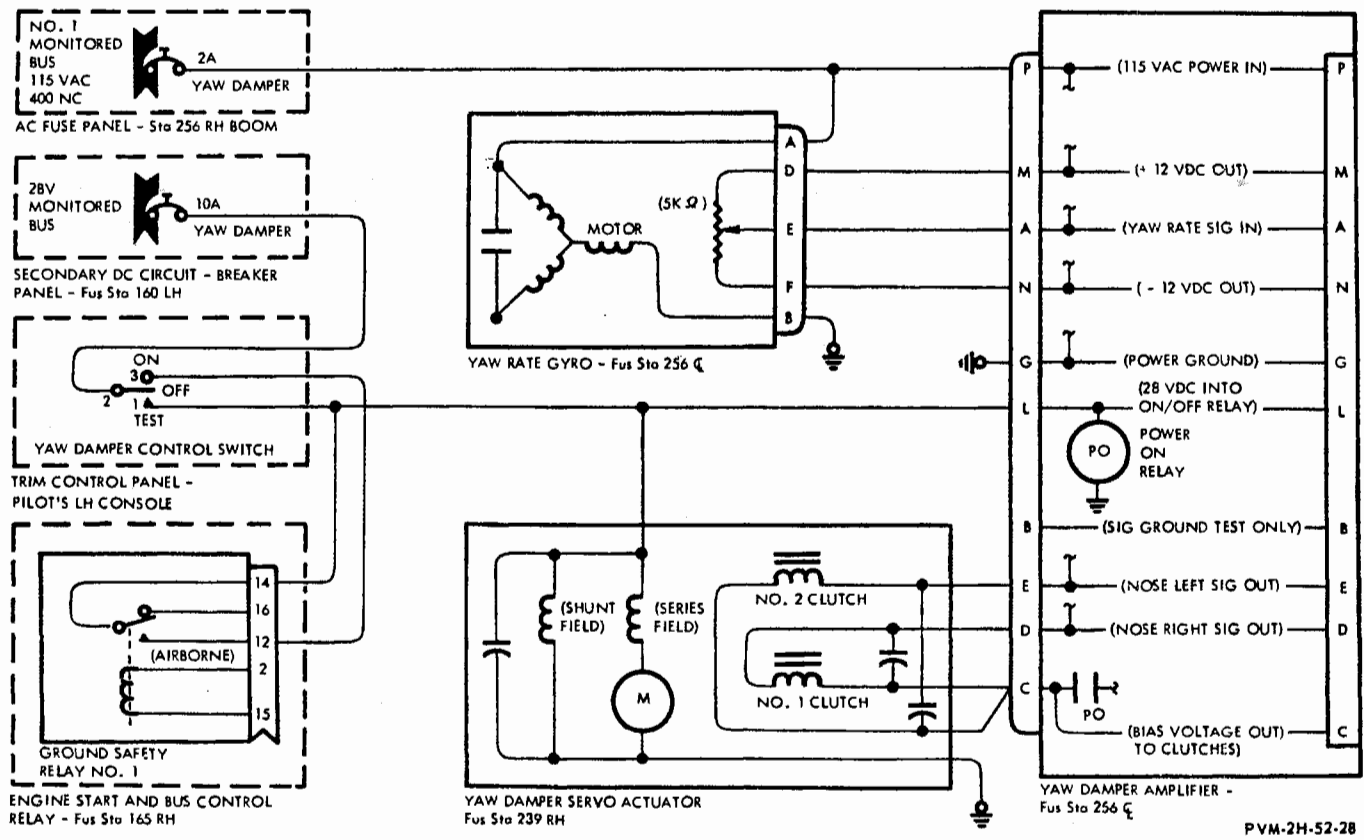 NO. 1
MONITORED
BUS
115 VAC
400 NC
2A
YAW DAMPER
AC FUSE PANEL - Sta 256 RH BOOM
28V
MONITORED
BUS
10A
YAW DAMPER
SECONDARY DC CIRCUIT - BREAKER
PANEL - Fus Sta 160 LH
ON
3
OFF
2
1
TEST
YAW DAMPER CONTROL SWITCH
TRIM CONTROL PANEL -
PILOT'S LH CONSOLE
14
16
12
(AIRBORNE)
2
15
GROUND SAFETY
RELAY NO. 1
ENGINE START AND BUS CONTROL
RELAY - Fus Sta 165 RH
A
D
(5K Ω)
MOTOR
E
F
B
YAW RATE GYRO - Fus Sta 256 ℄
(SHUNT
FIELD)
(SERIES
FIELD)
M
NO. 2 CLUTCH
NO. 1 CLUTCH
YAW DAMPER SERVO ACTUATOR
Fus Sta 239 RH
P (115 VAC POWER IN) P
M (+ 12 VDC OUT) M
A (YAW RATE SIG IN) A
N ( - 12 VDC OUT) N
G (POWER GROUND) G
(28 VDC INTO
L ON/OFF RELAY) L
PO
POWER
ON
RELAY
B (SIG GROUND TEST ONLY) B
E (NOSE LEFT SIG OUT) E
D (NOSE RIGHT SIG OUT) D
C
PO
(BIAS VOLTAGE OUT) C
TO CLUTCHES)
YAW DAMPER AMPLIFIER -
Fus Sta 256 ℄
PVM-2H-52-28